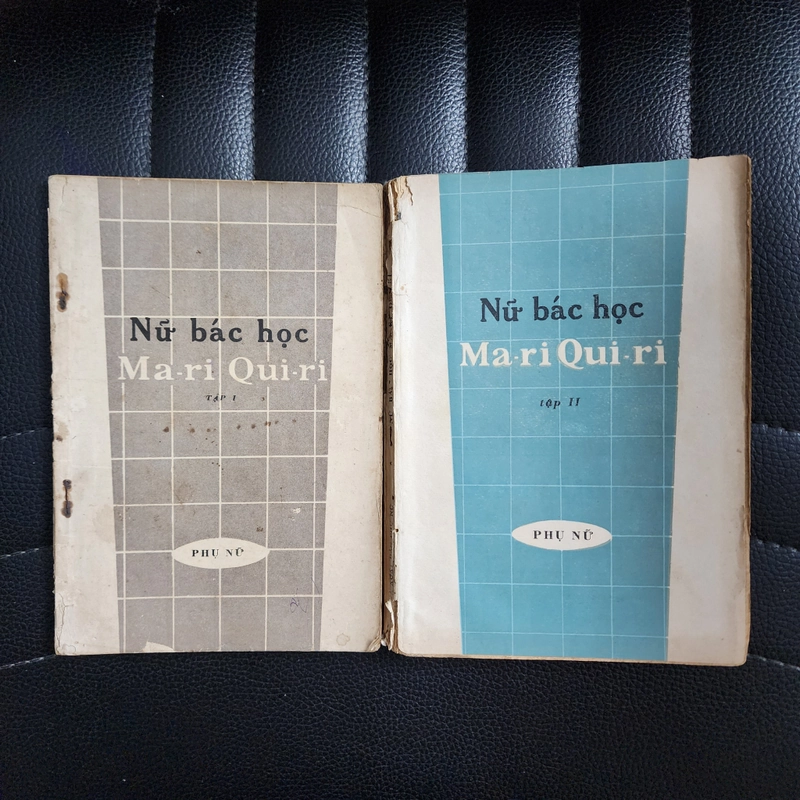 Nữ bác học
Ma-ri Qui-ri
TẬP I
PHỤ NỮ
Nữ bác học
Ma-ri Qui-ri
tập II
PHỤ NỮ